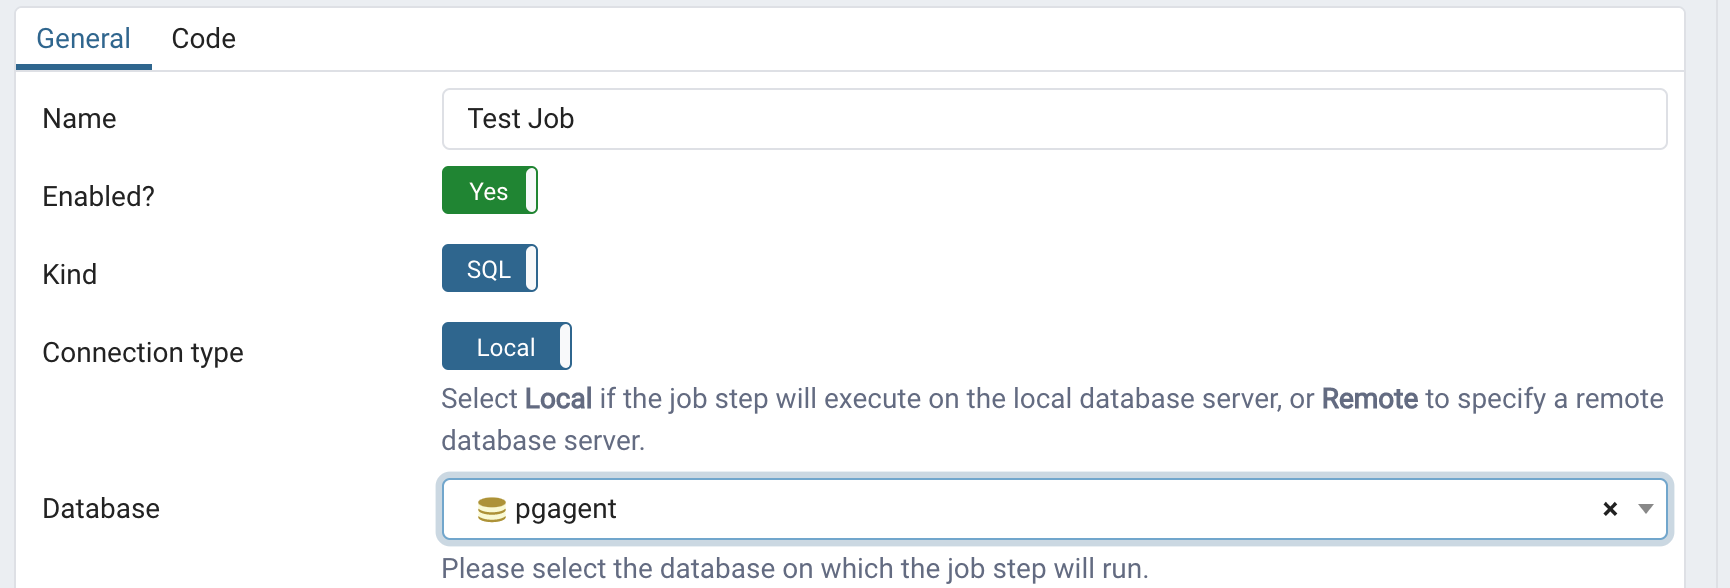 General Code
Name Test Job
Enabled? Yes
Kind SQL
Connection type Local
Select Local if the job step will execute on the local database server, or Remote to specify a remote
database server.
Database pgagent
Please select the database on which the job step will run.